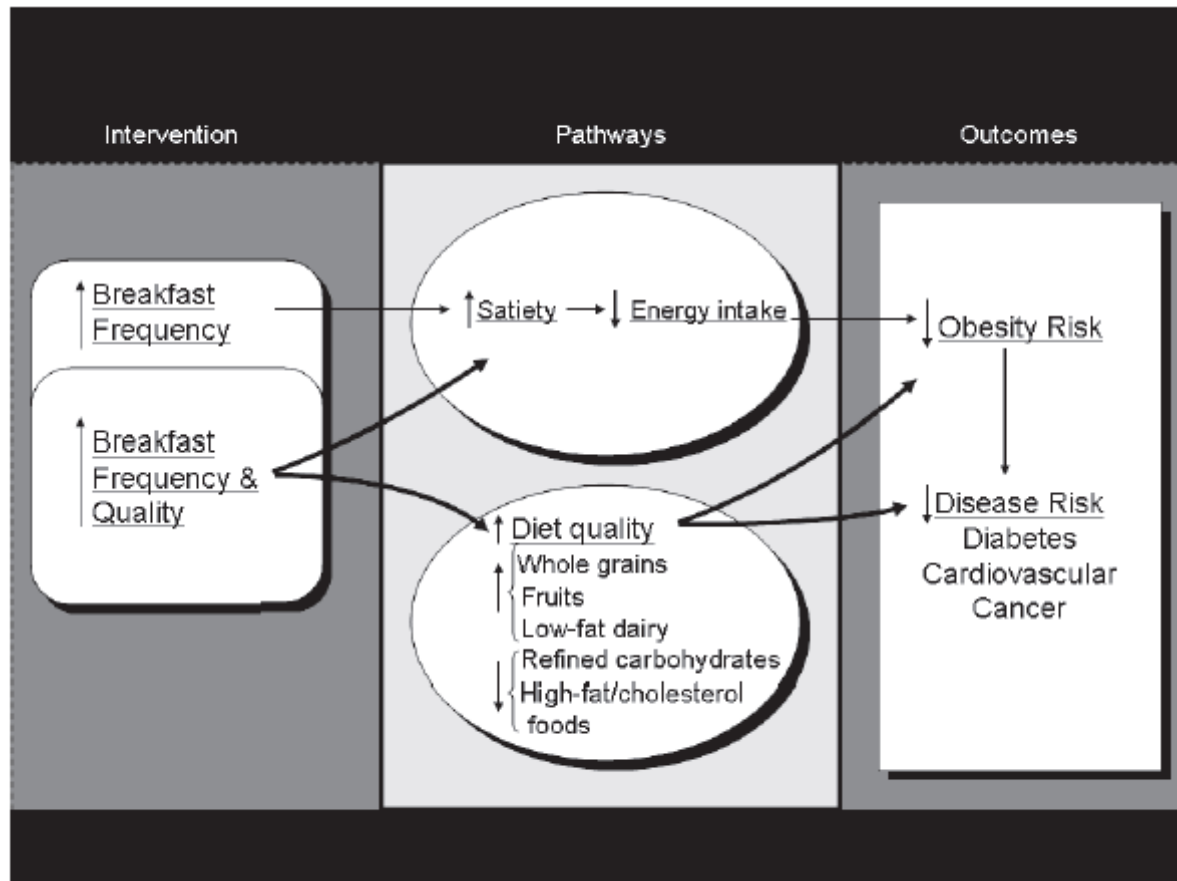 Intervention
Pathways
Outcomes
↑ Breakfast
Frequency
↑ Breakfast
Frequency &
Quality
↑ Satiety → ↓ Energy intake
↑ Diet quality
↑ Whole grains
Fruits
Low-fat dairy
↓ Refined carbohydrates
High-fat/cholesterol
foods
↓ Obesity Risk
↓ Disease Risk
Diabetes
Cardiovascular
Cancer